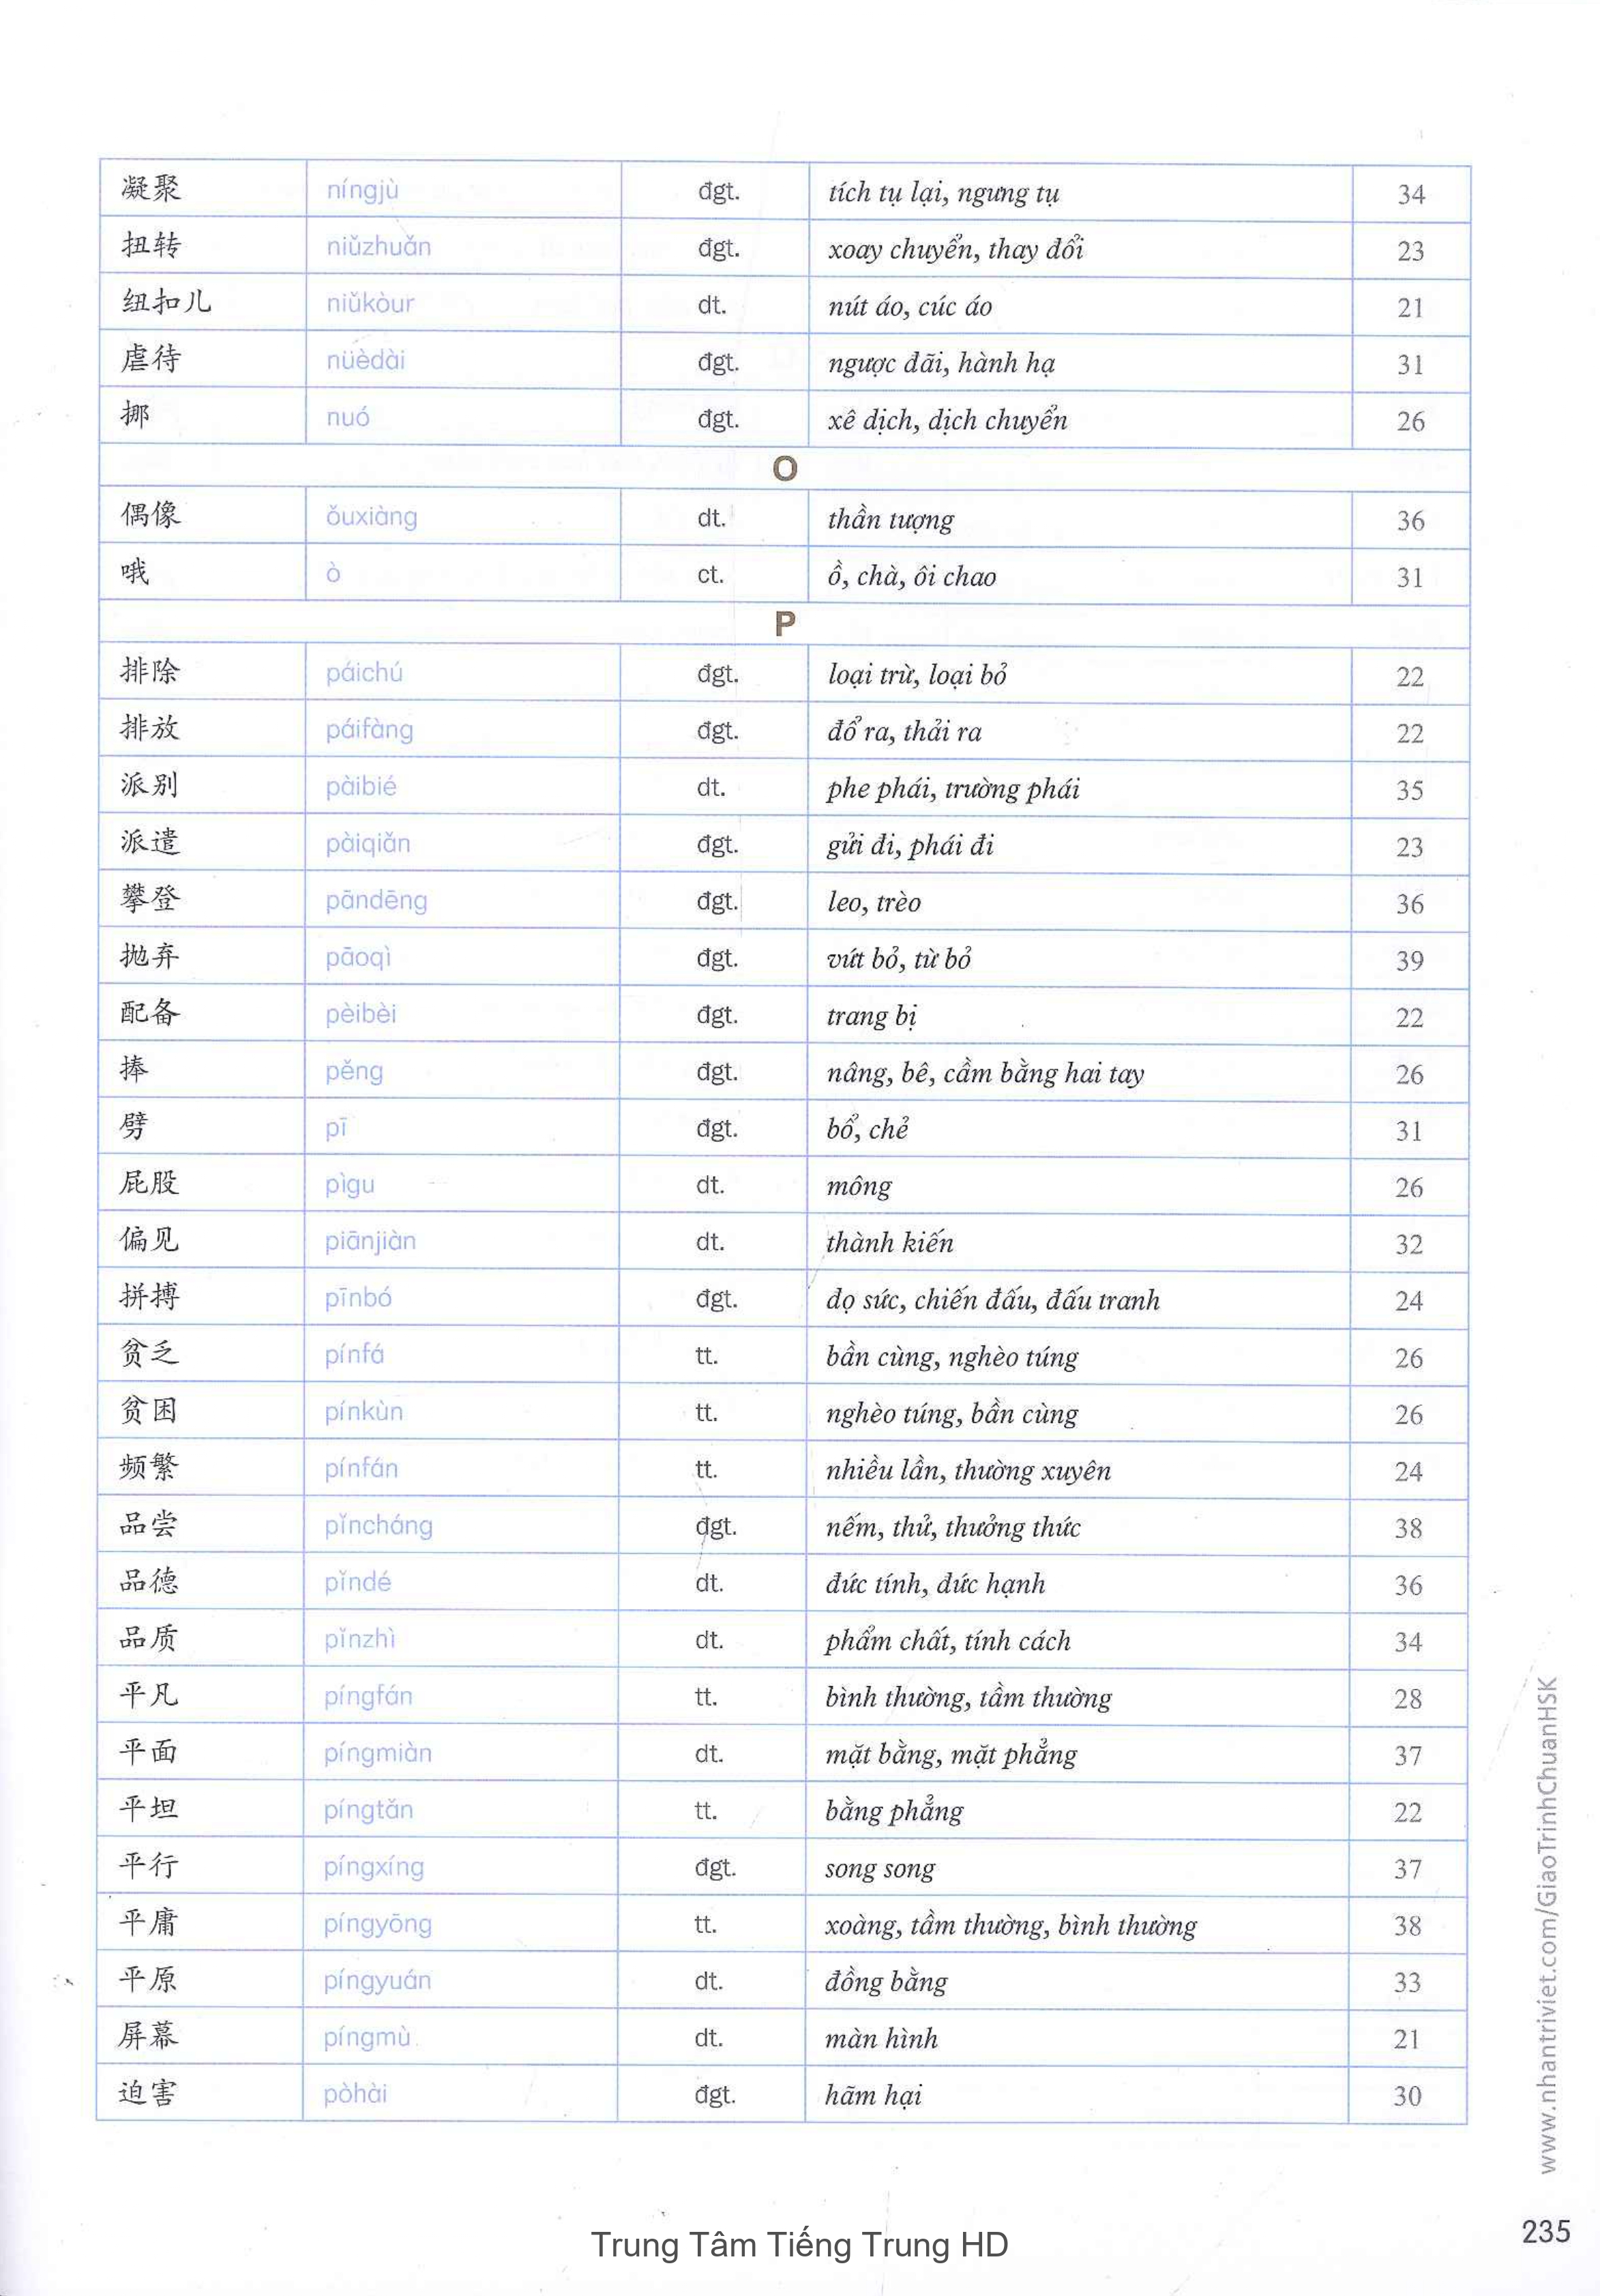 凝聚 níngjù đgt. tích tụ lại, ngưng tụ 34
扭转 niǔzhuǎn đgt. xoay chuyển, thay đổi 23
纽扣儿 niǔkòur dt. nút áo, cúc áo 21
虐待 nüèdài đgt. ngược đãi, hành hạ 31
挪 nuó đgt. xê dịch, dịch chuyển 26
O
偶像 ǒuxiàng dt. thần tượng 36
哦 ò ct. ồ, chà, ôi chao 31
P
排除 páichú đgt. loại trừ, loại bỏ 22
排放 páifàng đgt. đổ ra, thải ra 22
派别 pàibié dt. phe phái, trường phái 35
派遣 pàiqiǎn đgt. gửi đi, phái đi 23
攀登 pāndēng đgt. leo, trèo 36
抛弃 pāoqì đgt. vứt bỏ, từ bỏ 39
配备 pèibèi đgt. trang bị 22
捧 pěng đgt. nâng, bê, cầm bằng hai tay 26
劈 pī đgt. bổ, chẻ 31
屁股 pìgu dt. mông 26
偏见 piānjiàn dt. thành kiến 32
拼搏 pīnbó đgt. dọ sức, chiến đấu, đấu tranh 24
贫乏 pínfá tt. bần cùng, nghèo túng 26
贫困 pínkùn tt. nghèo túng, bần cùng 26
频繁 pínfán tt. nhiều lần, thường xuyên 24
品尝 pǐncháng đgt. nếm, thử, thưởng thức 38
品德 pǐndé dt. đức tính, đức hạnh 36
品质 pǐnzhì dt. phẩm chất, tính cách 34
平凡 píngfán tt. bình thường, tầm thường 28
平面 píngmiàn dt. mặt bằng, mặt phẳng 37
平坦 píngtǎn tt. bằng phẳng 22
平行 píngxíng đgt. song song 37
平庸 píngyōng tt. xoàng, tầm thường, bình thường 38
平原 píngyuán dt. đồng bằng 33
屏幕 píngmù dt. màn hình 21
迫害 pòhài đgt. hãm hại 30
www.nhantriviet.com/GiaoTrinhChuanHSK
235
Trung Tâm Tiếng Trung HD